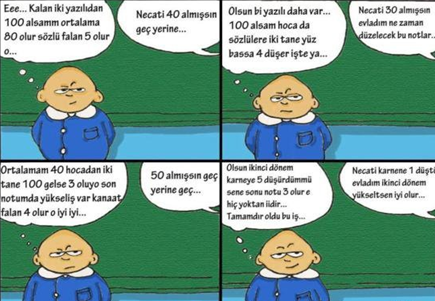 Eee... Kalan iki yazılıdan
100 alsamm ortalama
80 olur sözlü falan 5 olur
o...
Necati 40 almışsın
geç yerine...
Olsun bi yazılı daha var...
100 alsam hoca da
sözlülere iki tane yüz
bassa 4 düşer işte ya...
Necati 30 almışsın
evladım ne zaman
düzelecek bu notlar..
Ortalamam 40 hocadan iki
tane 100 gelse 3 oluyo son
notumda yükseliş var kanaat
falan 4 olur o iyi iyi...
50 almışsın geç
yerine geç...
Olsun ikinci dönem
karneye 5 düşürdümmü
sene sonu notu 3 olur e
hiç yoktan iidir...
Tamamdır oldu bu iş...
Necati karnene 1 düşti
evladım ikinci dönem
yükseltsen iyi olur...